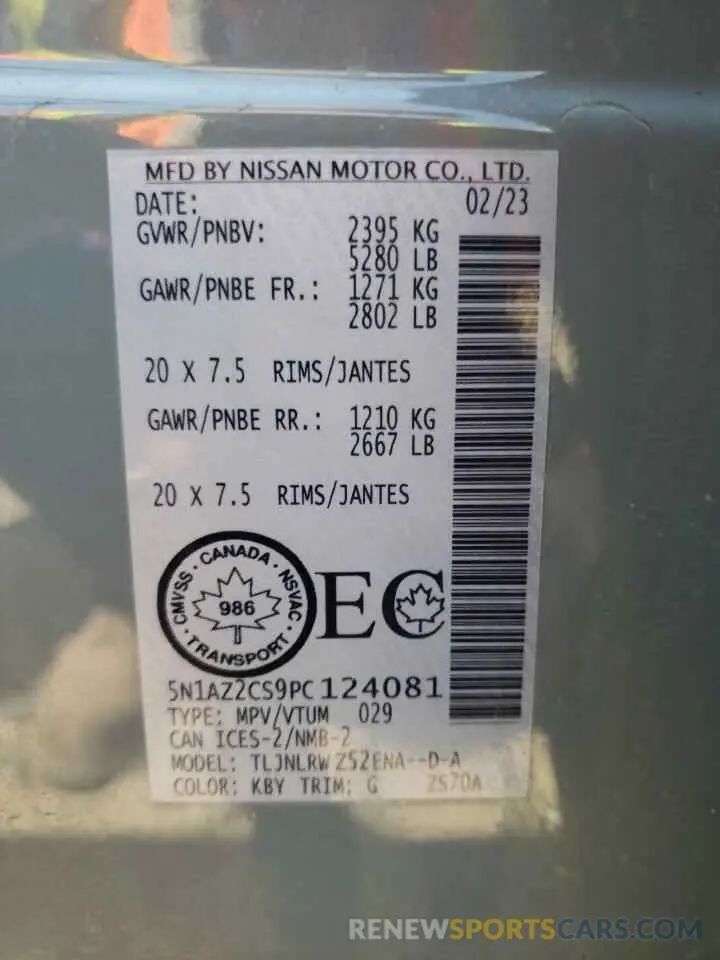 MFD BY NISSAN MOTOR CO., LTD.
DATE: 02/23
GVWR/PNBV: 2395 KG
5280 LB
GAWR/PNBE FR.: 1271 KG
2802 LB
20 X 7.5 RIMS/JANTES
GAWR/PNBE RR.: 1210 KG
2667 LB
20 X 7.5 RIMS/JANTES
CMVSS · CANADA · NSVAC · TRANSPORT ·
986
EC
5N1AZ2CS9PC124081
TYPE: MPV/VTUM 029
CAN ICES-2/NMB-2
MODEL: TLJNLRW Z52ENA--D-A
COLOR: KBY TRIM: G Z570A
RENEWSPORTSCARS.COM